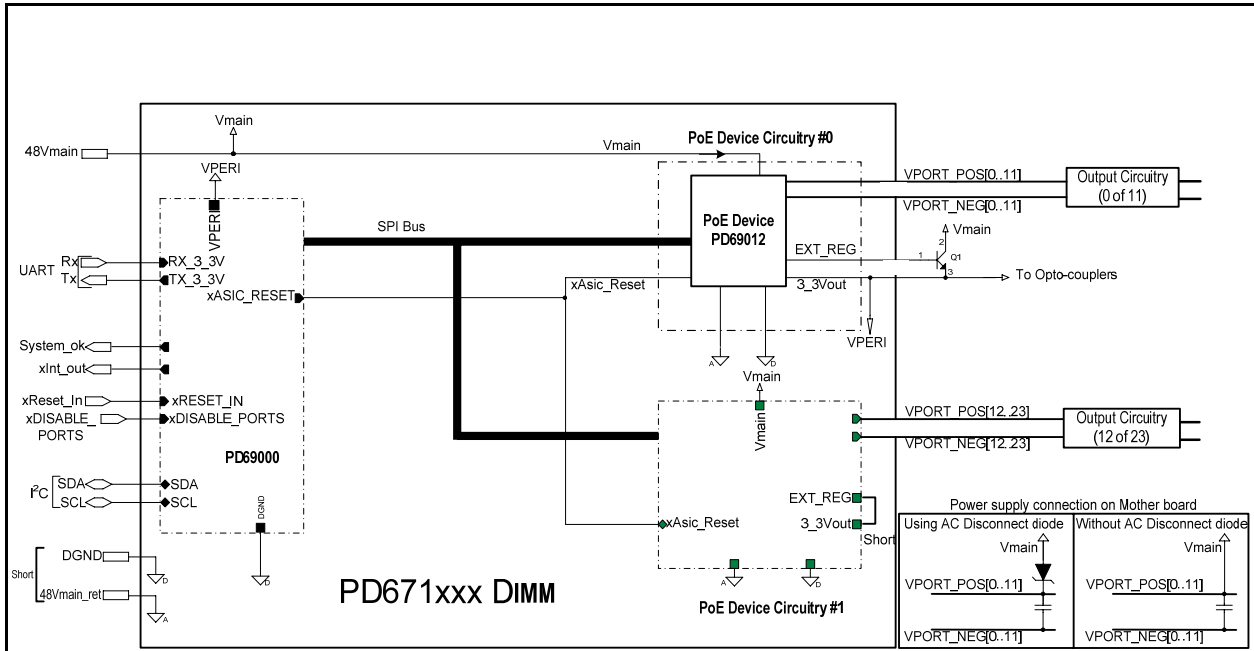 Vmain
48Vmain
Vmain
PoE Device Circuitry #0
VPERI
VPERI
SPI Bus
PoE Device
PD69012
VPORT_POS[0..11]
VPORT_NEG[0..11]
Output Circuitry
(0 of 11)
EXT_REG
Vmain
1
2
3
Q1
UART
Rx
Tx
RX_3_3V
TX_3_3V
xASIC_RESET
xAsic_Reset
3_3Vout
To Opto-couplers
VPERI
A
D
System_ok
xInt_out
xReset_In
xRESET_IN
xDISABLE_
PORTS
xDISABLE_PORTS
PD69000
I²C
SDA
SCL
SDA
SCL
DGND
D
Vmain
Vmain
VPORT_POS[12..23]
VPORT_NEG[12..23]
Output Circuitry
(12 of 23)
EXT_REG
3_3Vout
Short
xAsic_Reset
A
D
PoE Device Circuitry #1
Short
DGND
D
48Vmain_ret
A
PD671xxx DIMM
Power supply connection on Mother board
Using AC Disconnect diode
Vmain
VPORT_POS[0..11]
VPORT_NEG[0..11]
Without AC Disconnect diode
Vmain
VPORT_POS[0..11]
VPORT_NEG[0..11]